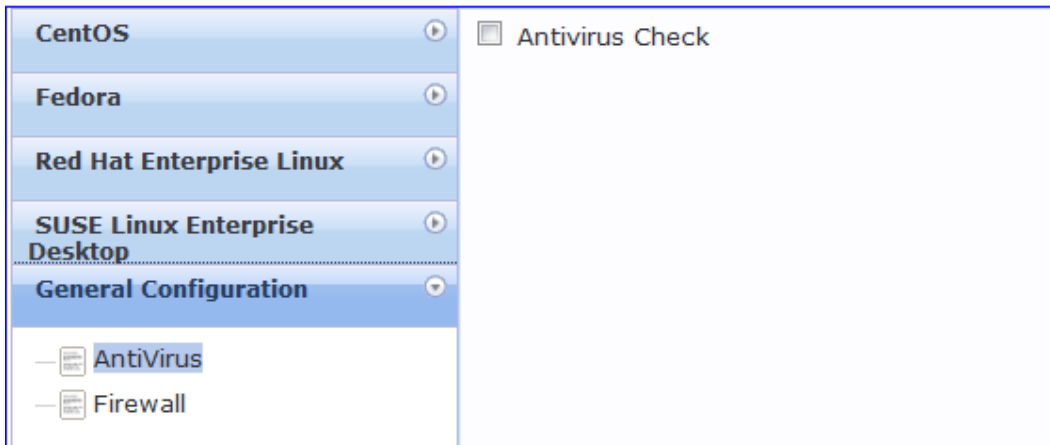 CentOS
Fedora
Red Hat Enterprise Linux
SUSE Linux Enterprise
Desktop
General Configuration
AntiVirus
Firewall
Antivirus Check